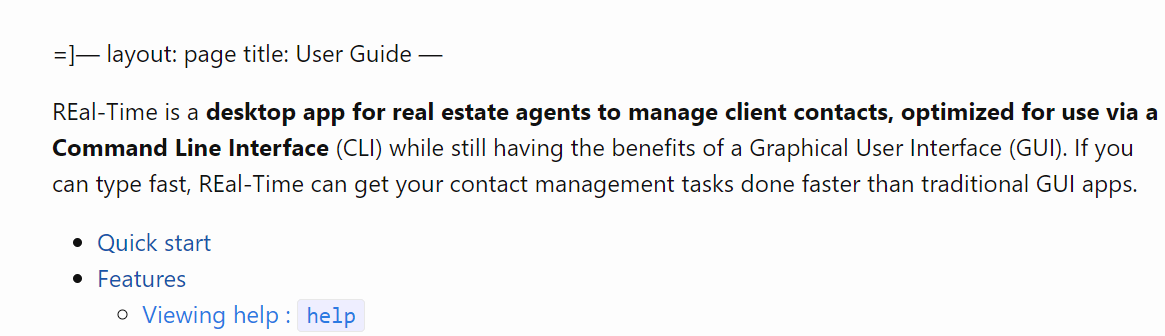 =]— layout: page title: User Guide —
REal-Time is a desktop app for real estate agents to manage client contacts, optimized for use via a
Command Line Interface (CLI) while still having the benefits of a Graphical User Interface (GUI). If you
can type fast, REal-Time can get your contact management tasks done faster than traditional GUI apps.
• Quick start
• Features
◦ Viewing help : help